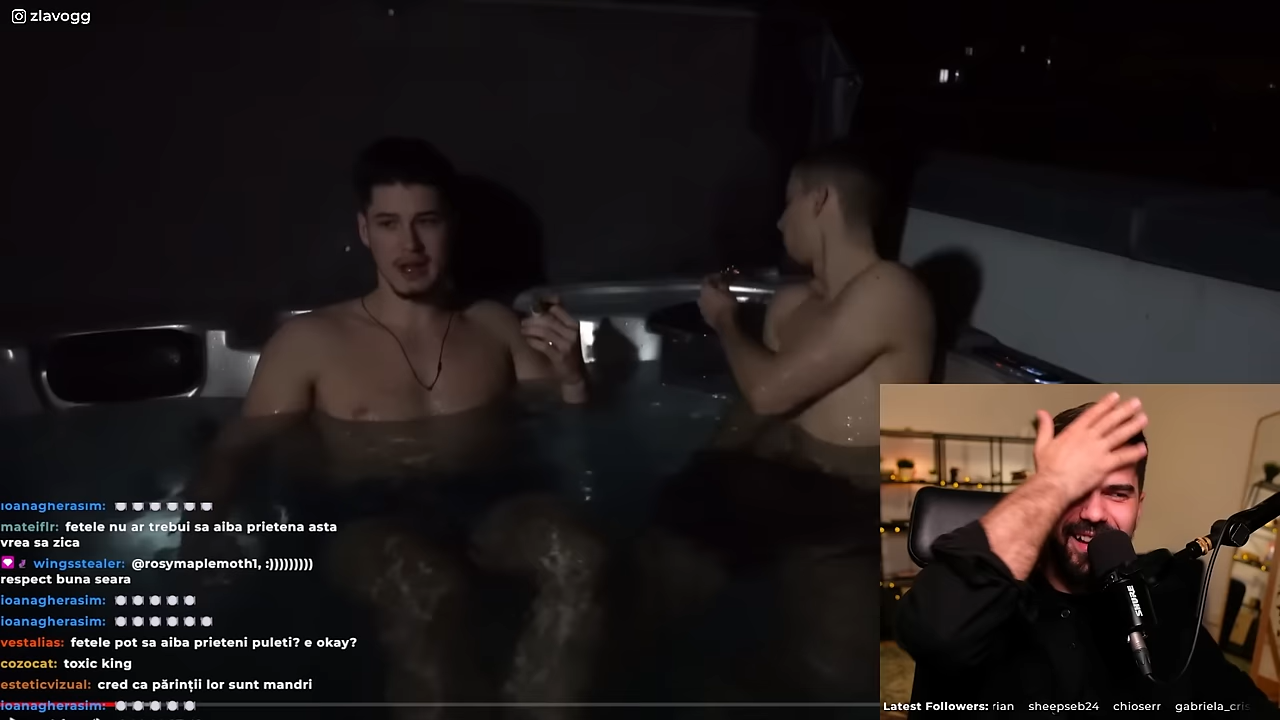 zlavogg
ioanagherasim:
mateiflr: fetele nu ar trebui sa aiba prietena asta
vrea sa zica
wingsstealer: @rosymaplemoth1, :)))))))))
respect buna seara
ioanagherasim:
ioanagherasim:
vestalias: fetele pot sa aiba prieteni puleti? e okay?
cozocat: toxic king
esteticvizual: cred ca părinții lor sunt mandri
ioanagherasim:
SHURE
Latest Followers: rian sheepseb24 chioserr gabriela_cris